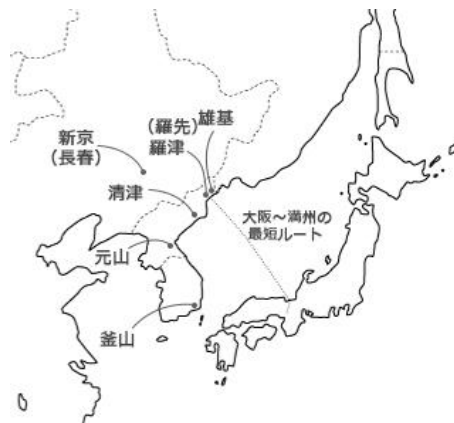 (羅先)
雄基
羅津
新京
(長春)
清津
大阪〜満州の
最短ルート
元山
釜山